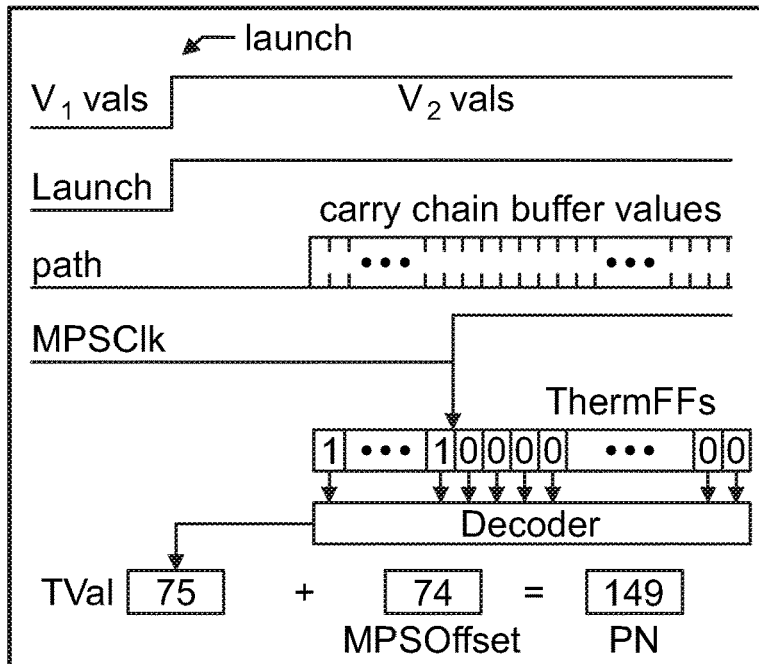 launch
V₁ vals V₂ vals
Launch
carry chain buffer values
path •••  •••
MPSClk
ThermFFs
1 ••• 1 0 0 0 0 ••• 0 0
Decoder
TVal 75 + 74 = 149
MPSOffset PN